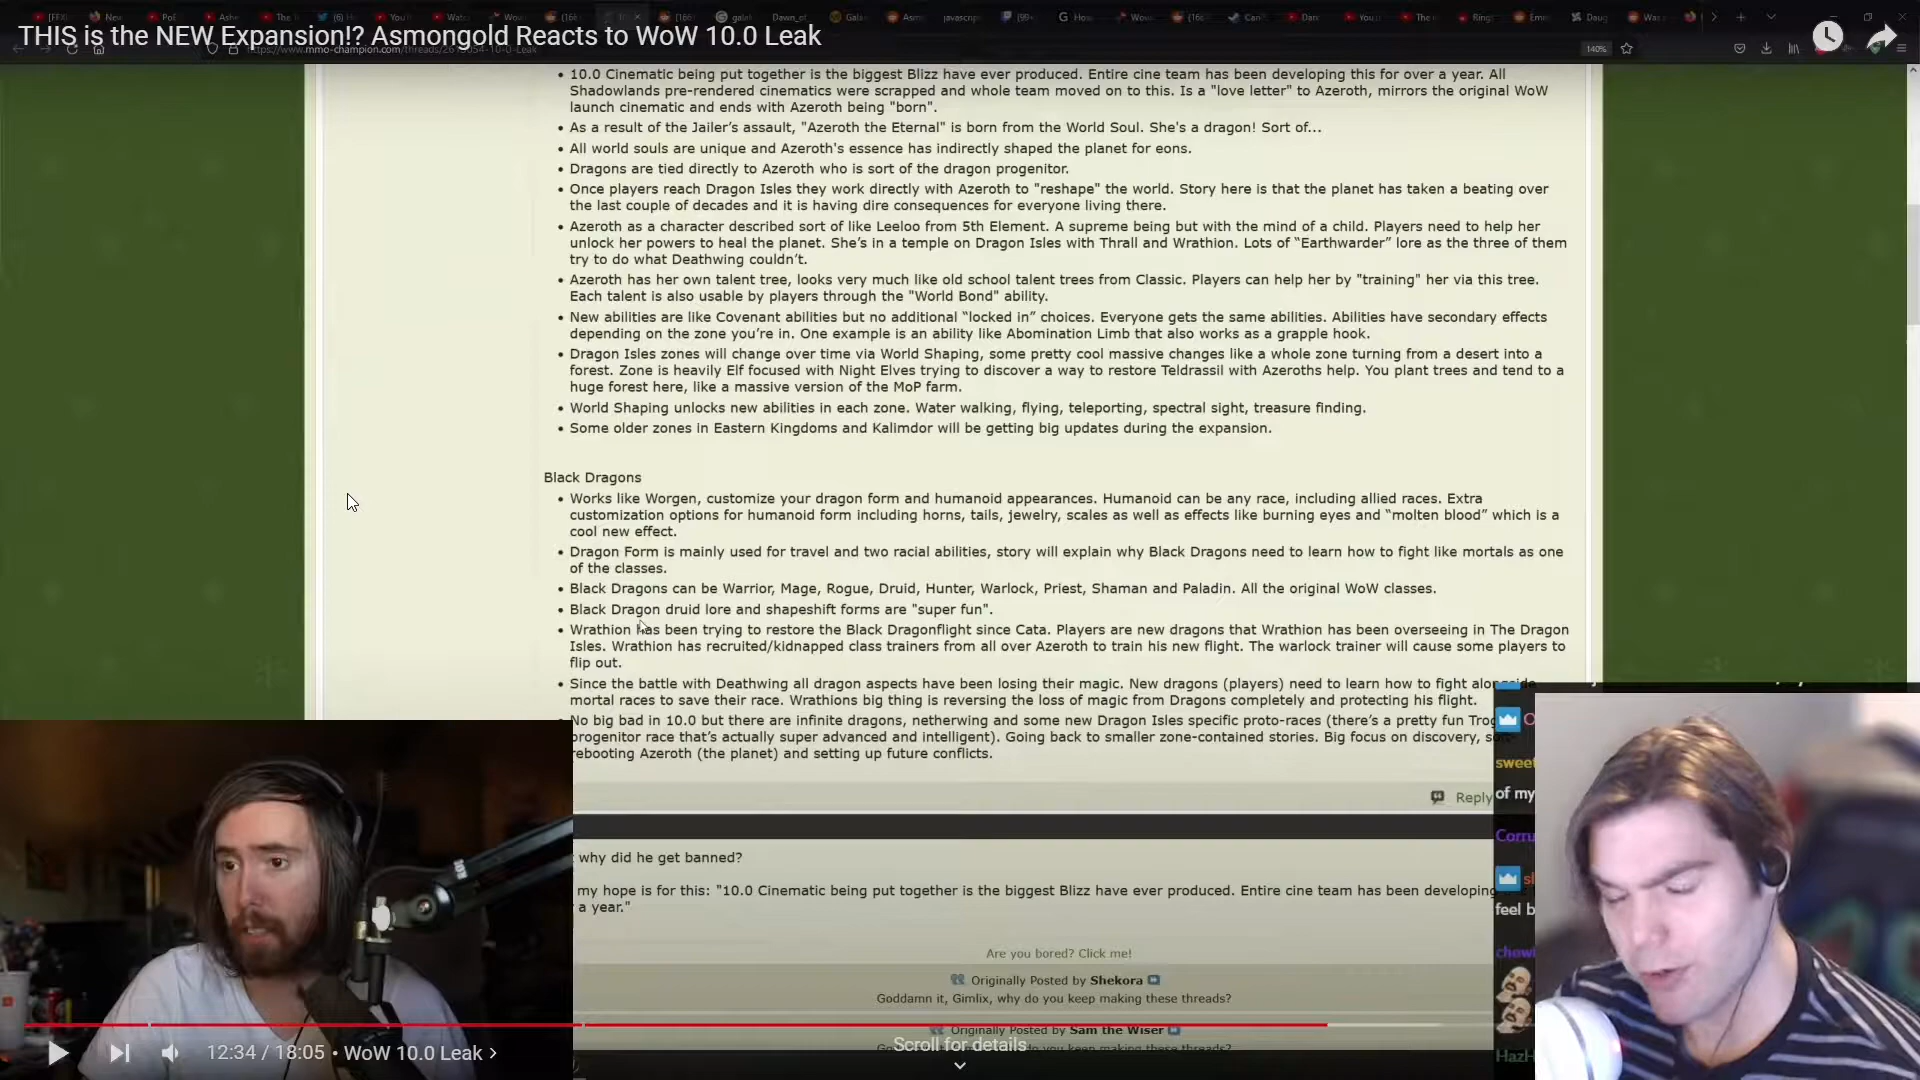 THIS is the NEW Expansion!? Asmongold Reacts to WoW 10.0 Leak
140%
• 10.0 Cinematic being put together is the biggest Blizz have ever produced. Entire cine team has been developing this for over a year. All
Shadowlands pre-rendered cinematics were scrapped and whole team moved on to this. Is a "love letter" to Azeroth, mirrors the original WoW
launch cinematic and ends with Azeroth being "born".
• As a result of the Jailer’s assault, "Azeroth the Eternal" is born from the World Soul. She's a dragon! Sort of...
• All world souls are unique and Azeroth's essence has indirectly shaped the planet for eons.
• Dragons are tied directly to Azeroth who is sort of the dragon progenitor.
• Once players reach Dragon Isles they work directly with Azeroth to "reshape" the world. Story here is that the planet has taken a beating over
the last couple of decades and it is having dire consequences for everyone living there.
• Azeroth as a character described sort of like Leeloo from 5th Element. A supreme being but with the mind of a child. Players need to help her
unlock her powers to heal the planet. She’s in a temple on Dragon Isles with Thrall and Wrathion. Lots of “Earthwarder” lore as the three of them
try to do what Deathwing couldn’t.
• Azeroth has her own talent tree, looks very much like old school talent trees from Classic. Players can help her by "training" her via this tree.
Each talent is also usable by players through the "World Bond" ability.
• New abilities are like Covenant abilities but no additional “locked in” choices. Everyone gets the same abilities. Abilities have secondary effects
depending on the zone you’re in. One example is an ability like Abomination Limb that also works as a grapple hook.
• Dragon Isles zones will change over time via World Shaping, some pretty cool massive changes like a whole zone turning from a desert into a
forest. Zone is heavily Elf focused with Night Elves trying to discover a way to restore Teldrassil with Azeroths help. You plant trees and tend to a
huge forest here, like a massive version of the MoP farm.
• World Shaping unlocks new abilities in each zone. Water walking, flying, teleporting, spectral sight, treasure finding.
• Some older zones in Eastern Kingdoms and Kalimdor will be getting big updates during the expansion.
Black Dragons
• Works like Worgen, customize your dragon form and humanoid appearances. Humanoid can be any race, including allied races. Extra
customization options for humanoid form including horns, tails, jewelry, scales as well as effects like burning eyes and “molten blood” which is a
cool new effect.
• Dragon Form is mainly used for travel and two racial abilities, story will explain why Black Dragons need to learn how to fight like mortals as one
of the classes.
• Black Dragons can be Warrior, Mage, Rogue, Druid, Hunter, Warlock, Priest, Shaman and Paladin. All the original WoW classes.
• Black Dragon druid lore and shapeshift forms are "super fun".
• Wrathion has been trying to restore the Black Dragonflight since Cata. Players are new dragons that Wrathion has been overseeing in The Dragon
Isles. Wrathion has recruited/kidnapped class trainers from all over Azeroth to train his new flight. The warlock trainer will cause some players to
flip out.
• Since the battle with Deathwing all dragon aspects have been losing their magic. New dragons (players) need to learn how to fight alongside
mortal races to save their race. Wrathions big thing is reversing the loss of magic from Dragons completely and protecting his flight.
No big bad in 10.0 but there are infinite dragons, netherwing and some new Dragon Isles specific proto-races (there’s a pretty fun Trog
progenitor race that’s actually super advanced and intelligent). Going back to smaller zone-contained stories. Big focus on discovery, so
rebooting Azeroth (the planet) and setting up future conflicts.
Reply
of my
sweet
Corru
feel b
chew
HazH
why did he get banned?
my hope is for this: "10.0 Cinematic being put together is the biggest Blizz have ever produced. Entire cine team has been developing
a year."
Are you bored? Click me!
Originally Posted by Shekora
Goddamn it, Gimlix, why do you keep making these threads?
Originally Posted by Sam the Wiser
Scroll for details
12:34 / 18:05 • WoW 10.0 Leak